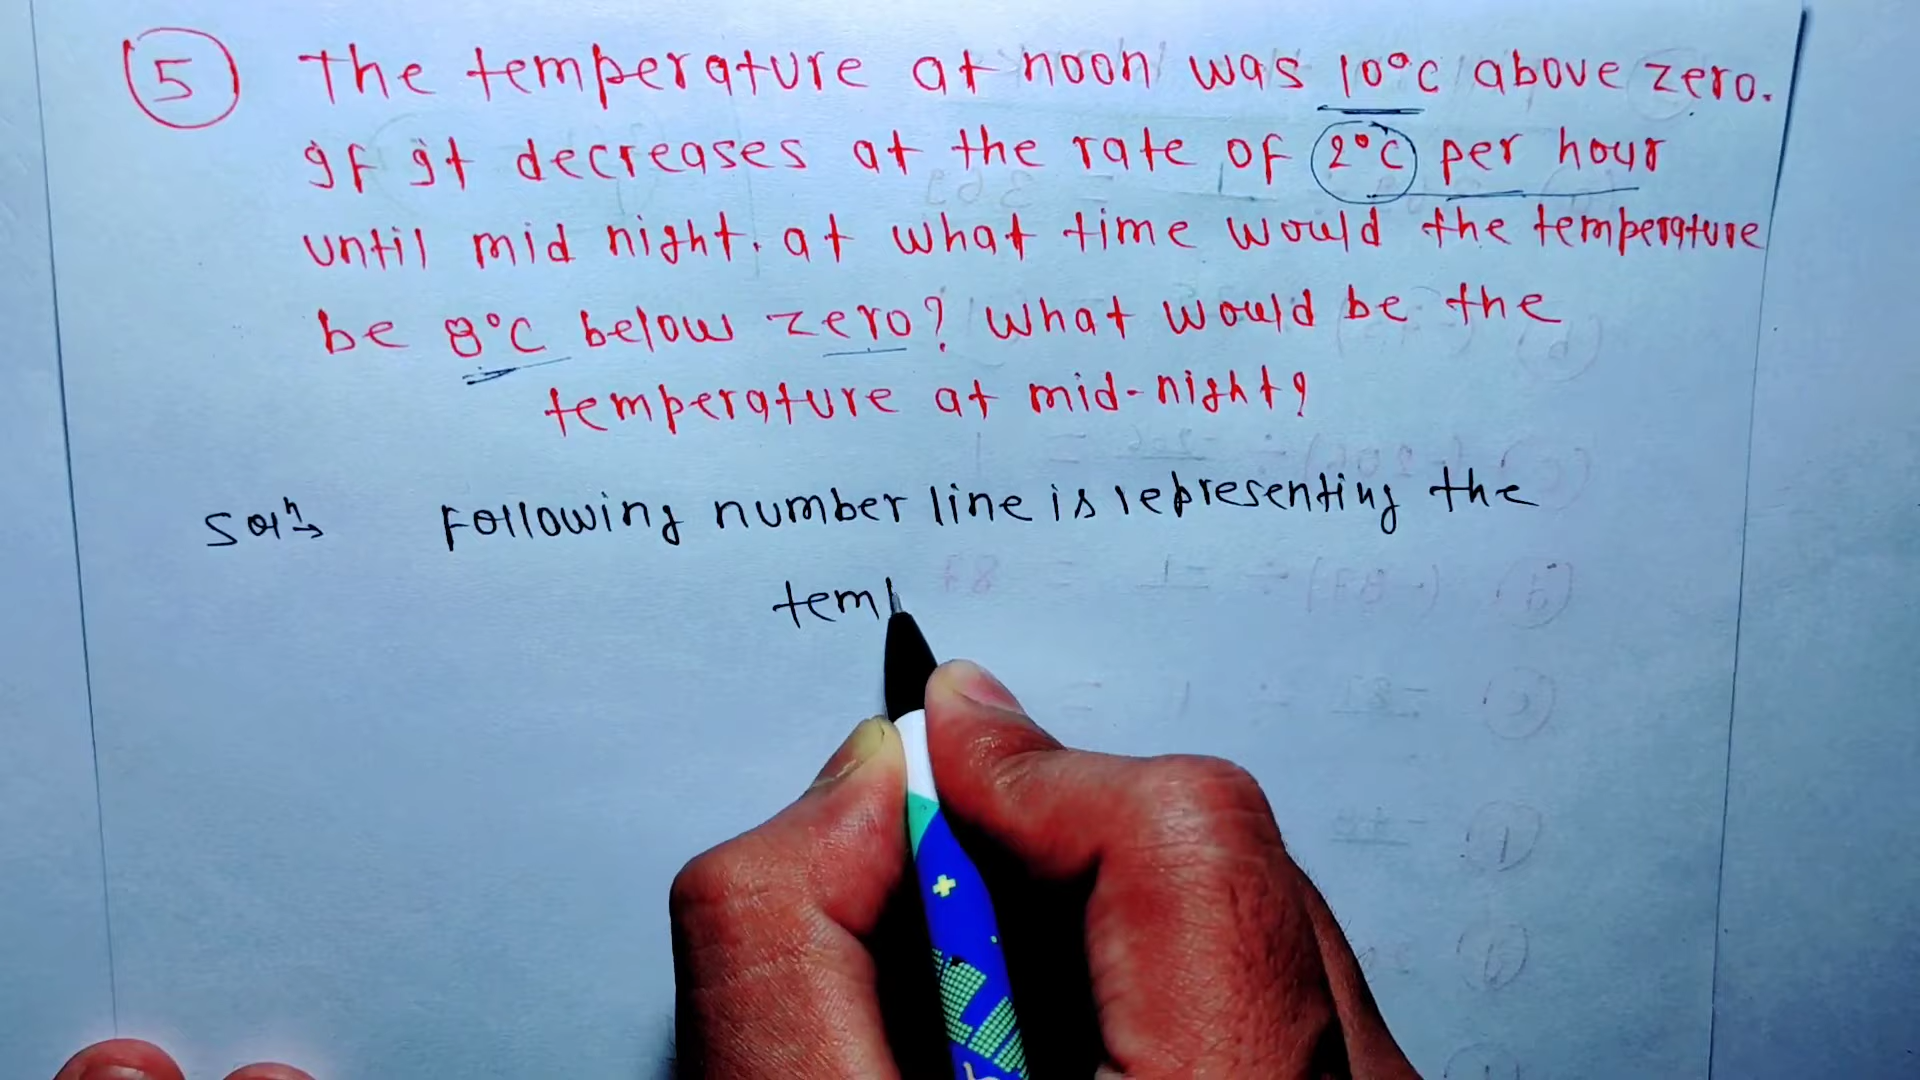 5 The temperature at noon was 10°C above zero.
If It decreases at the rate of 2°C per hour
until mid night. at what time would the temperature
be 8°C below zero? What would be the
temperature at mid-night?
Solⁿ→ Following number line is representing the
temp